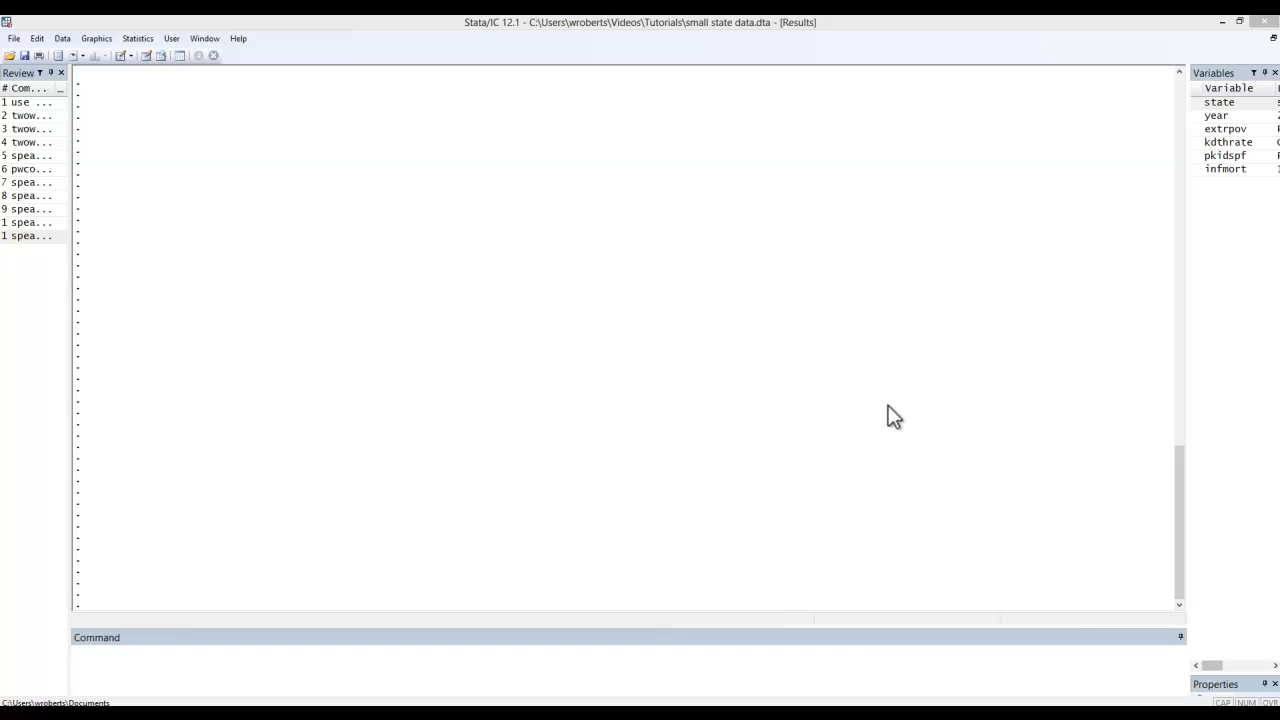 Stata/IC 12.1 - C:\Users\wroberts\Videos\Tutorials\small state data.dta - [Results]
File Edit Data Graphics Statistics User Window Help
Review
# Com...
1 use ...
2 twow...
3 twow...
4 twow...
5 spea...
6 pwco...
7 spea...
8 spea...
9 spea...
1 spea...
1 spea...
Command
C:\Users\wroberts\Documents
Variables
Variable
state
year
extrpov
kdthrate
pkidspf
infmort
Properties
CAP NUM OVR